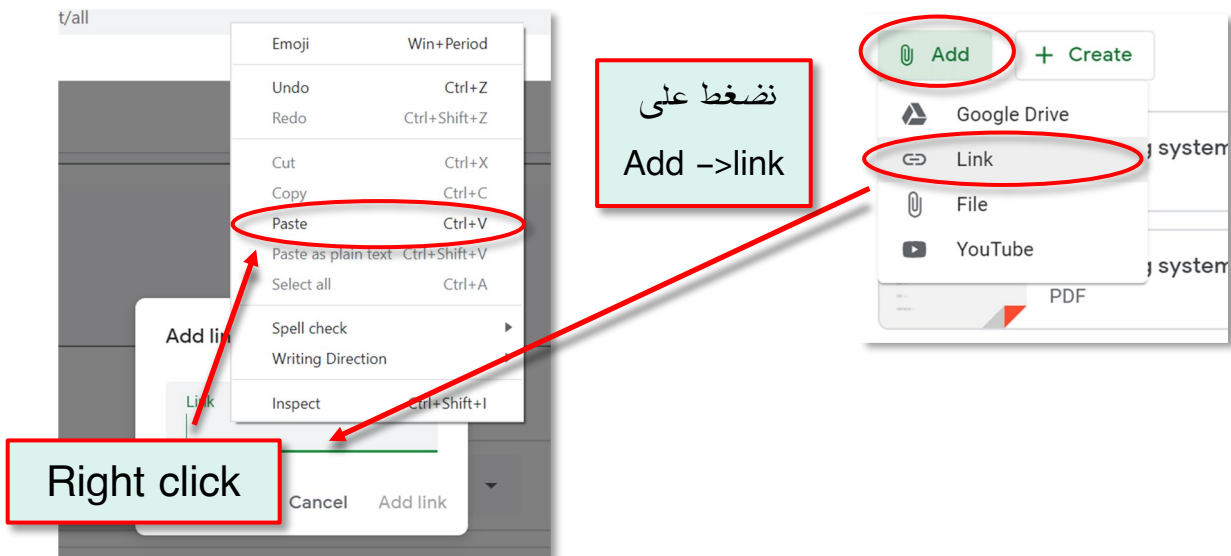 t/all
Emoji Win+Period
Undo Ctrl+Z
Redo Ctrl+Shift+Z
Cut Ctrl+X
Copy Ctrl+C
Paste Ctrl+V
Paste as plain text Ctrl+Shift+V
Select all Ctrl+A
Spell check
Writing Direction
Inspect Ctrl+Shift+I
Add lin
Link
Cancel Add link
Right click
نضغط على
Add –>link
Add + Create
Google Drive
Link
File
YouTube
g system
g system
PDF